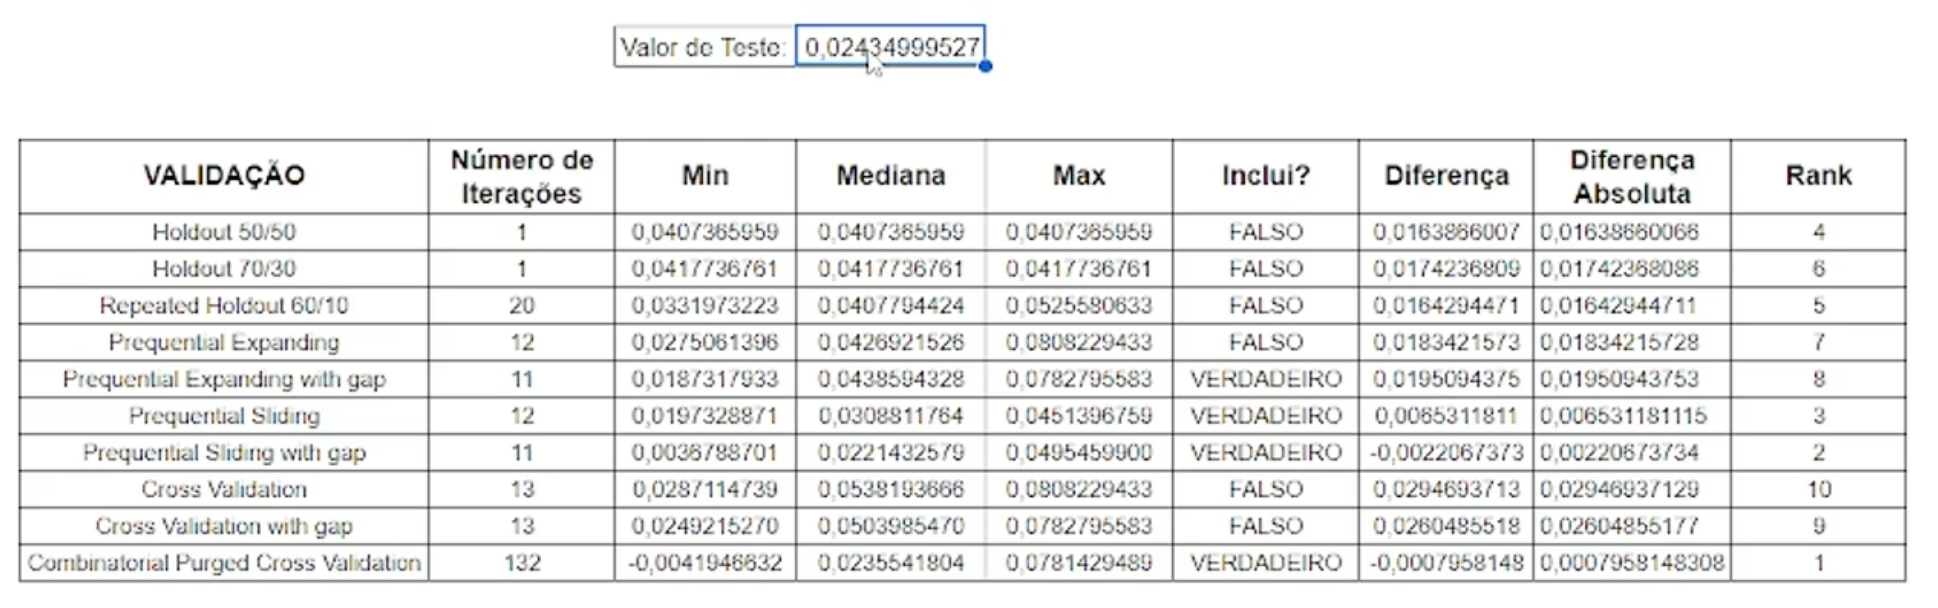 Valor de Teste: 0,02434999527
VALIDAÇÃO Número de Iterações Min Mediana Max Inclui? Diferença Diferença Absoluta Rank
Holdout 50/50 1 0,0407365959 0,0407365959 0,0407365959 FALSO 0,0163866007 0,01638660066 4
Holdout 70/30 1 0,0417736761 0,0417736761 0,0417736761 FALSO 0,0174236809 0,01742368086 6
Repeated Holdout 60/10 20 0,0331973223 0,0407794424 0,0525580633 FALSO 0,0164294471 0,01642944711 5
Prequential Expanding 12 0,0275061396 0,0426921526 0,0808229433 FALSO 0,0183421573 0,01834215728 7
Prequential Expanding with gap 11 0,0187317933 0,0438594328 0,0782795583 VERDADEIRO 0,0195094375 0,01950943753 8
Prequential Sliding 12 0,0197328871 0,0308811764 0,0451396759 VERDADEIRO 0,0065311811 0,006531181115 3
Prequential Sliding with gap 11 0,0036788701 0,0221432579 0,0495459900 VERDADEIRO -0,0022067373 0,00220673734 2
Cross Validation 13 0,0287114739 0,0538193666 0,0808229433 FALSO 0,0294693713 0,02946937129 10
Cross Validation with gap 13 0,0249215270 0,0503985470 0,0782795583 FALSO 0,0260485518 0,02604855177 9
Combinatorial Purged Cross Validation 132 -0,0041946632 0,0235541804 0,0781429489 VERDADEIRO -0,0007958148 0,0007958148308 1